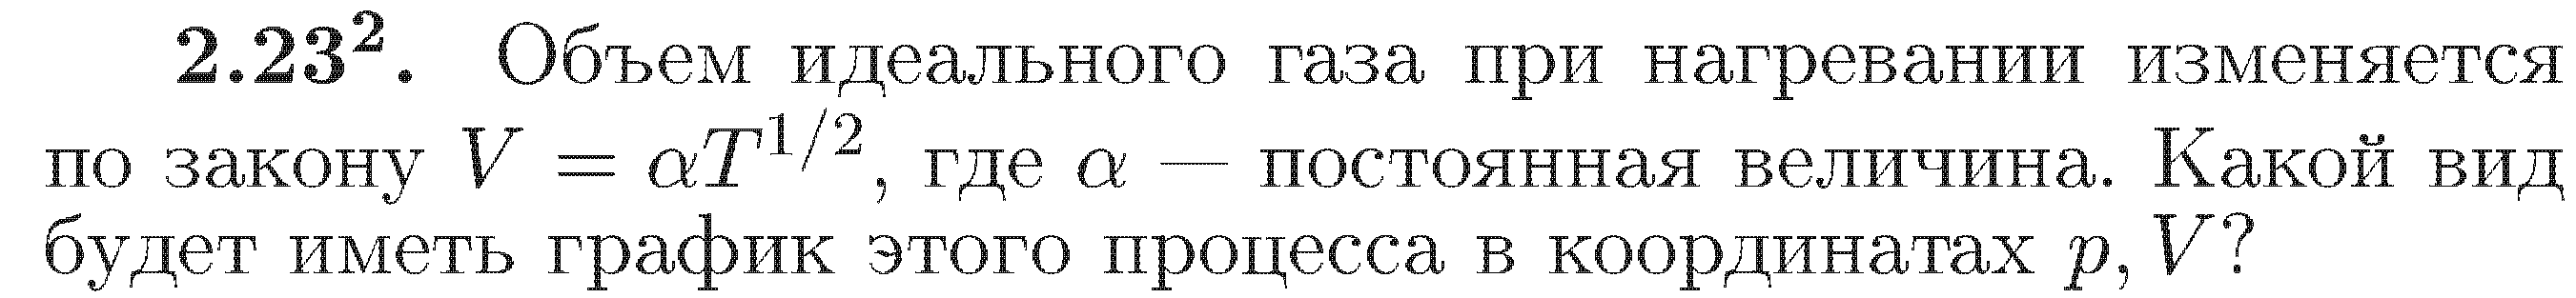 2.23². Объем идеального газа при нагревании изменяется
по закону V = αT^{1/2}, где α — постоянная величина. Какой вид
будет иметь график этого процесса в координатах p, V?